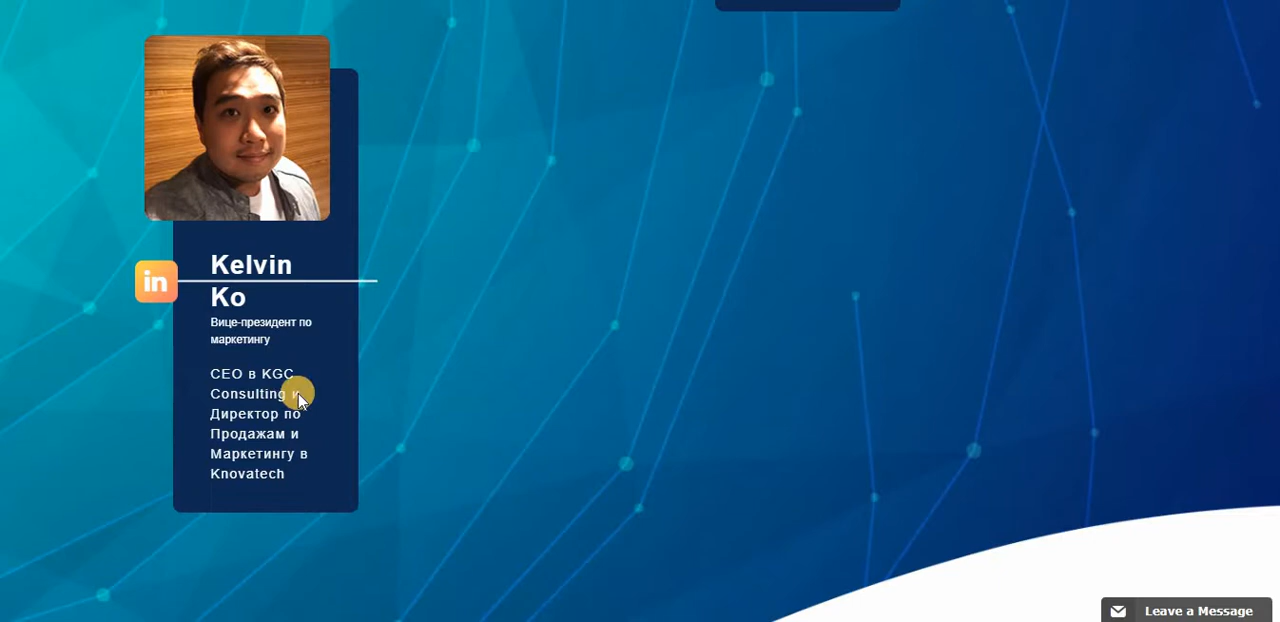 Kelvin
in
Ko
Вице-президент по
маркетингу
CEO в KGC
Consulting и
Директор по
Продажам и
Маркетингу в
Knovatech
Leave a Message